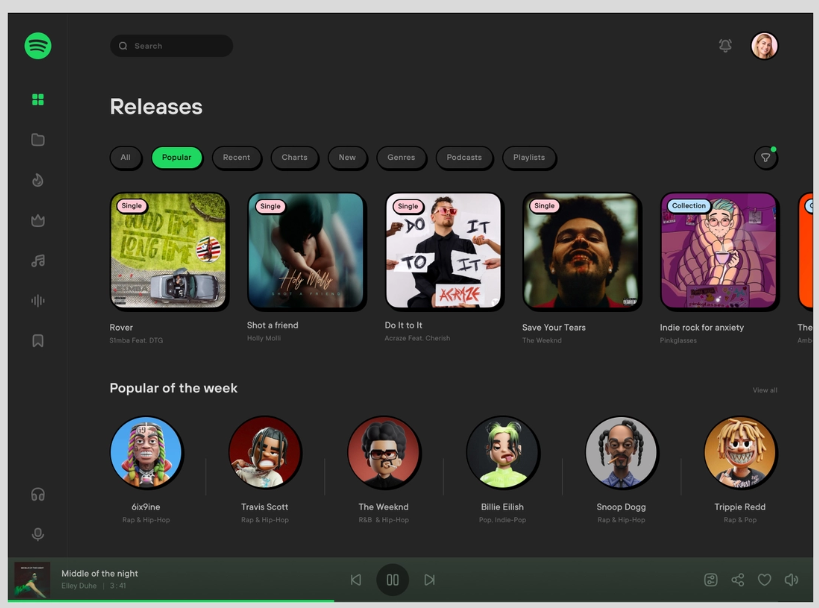 Search
Releases
All
Popular
Recent
Charts
New
Genres
Podcasts
Playlists
Single
GOOD TIME
LONG TIME
S1MBA
Single
Holy Molly
SHOT A FRIEND
Single
DO IT
TO IT
ACRAZE
Single
Collection
Rover
S1mba Feat. DTG
Shot a friend
Holly Molli
Do It to It
Acraze Feat. Cherish
Save Your Tears
The Weeknd
Indie rock for anxiety
Pinkglasses
The
Amb
Popular of the week
View all
6ix9ine
Rap & Hip-Hop
Travis Scott
Rap & Hip-Hop
The Weeknd
R&B & Hip-Hop
Billie Eilish
Pop, Indie-Pop
Snoop Dogg
Rap & Hip-Hop
Trippie Redd
Rap & Pop
Middle of the night
Elley Duhe | 3 : 41